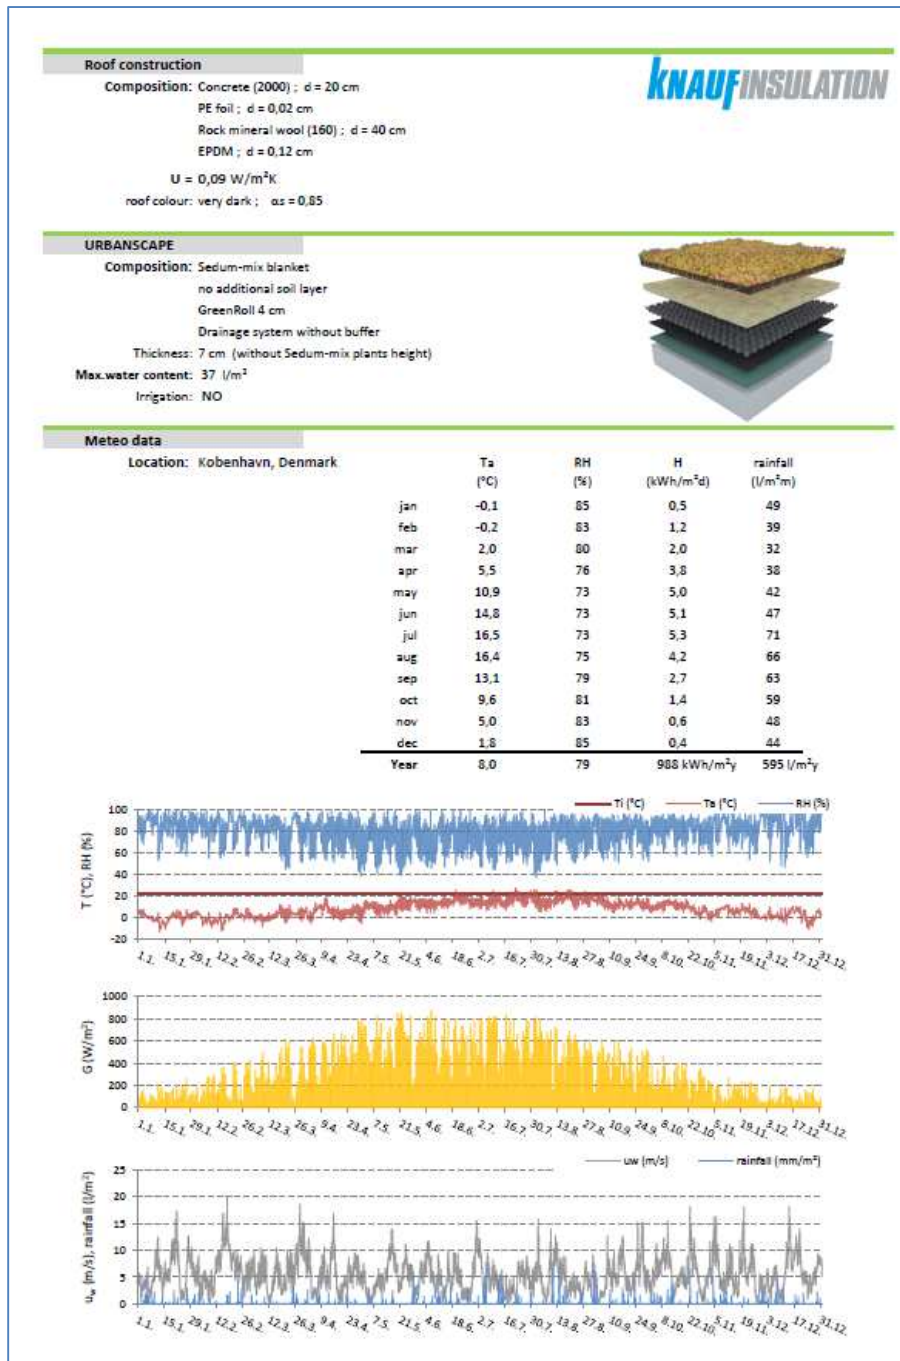 Roof construction
KNAUFINSULATION
Composition: Concrete (2000) ; d = 20 cm
PE foil ; d = 0,02 cm
Rock mineral wool (160) ; d = 40 cm
EPDM ; d = 0,12 cm
U = 0,09 W/m²K
roof colour: very dark ; αs = 0,85
URBANSCAPE
Composition: Sedum-mix blanket
no additional soil layer
GreenRoll 4 cm
Drainage system without buffer
Thickness: 7 cm (without Sedum-mix plants height)
Max.water content: 37 l/m²
Irrigation: NO
Meteo data
Location: Kobenhavn, Denmark
Ta RH H rainfall
(°C) (%) (kWh/m²d) (l/m²m)
jan -0,1 85 0,5 49
feb -0,2 83 1,2 39
mar 2,0 80 2,0 32
apr 5,5 76 3,8 38
may 10,9 73 5,0 42
jun 14,8 73 5,1 47
jul 16,5 73 5,3 71
aug 16,4 75 4,2 66
sep 13,1 79 2,7 63
oct 9,6 81 1,4 59
nov 5,0 83 0,6 48
dec 1,8 85 0,4 44
Year 8,0 79 988 kWh/m²y 595 l/m²y
Ti (°C) Ta (°C) RH (%)
T (°C), RH (%)
100
80
60
40
20
0
-20
1.1. 15.1. 29.1. 12.2. 26.2. 12.3. 26.3. 9.4. 23.4. 7.5. 21.5. 4.6. 18.6. 2.7. 16.7. 30.7. 13.8. 27.8. 10.9. 24.9. 8.10. 22.10. 5.11. 19.11. 3.12. 17.12. 31.12.
G (W/m²)
1000
800
600
400
200
0
1.1. 15.1. 29.1. 12.2. 26.2. 12.3. 26.3. 9.4. 23.4. 7.5. 21.5. 4.6. 18.6. 2.7. 16.7. 30.7. 13.8. 27.8. 10.9. 24.9. 8.10. 22.10. 5.11. 19.11. 3.12. 17.12. 31.12.
uw (m/s) rainfall (mm/m²)
uw (m/s), rainfall (l/m²)
25
20
15
10
5
0
1.1. 15.1. 29.1. 12.2. 26.2. 12.3. 26.3. 9.4. 23.4. 7.5. 21.5. 4.6. 18.6. 2.7. 16.7. 30.7. 13.8. 27.8. 10.9. 24.9. 8.10. 22.10. 5.11. 19.11. 3.12. 17.12. 31.12.